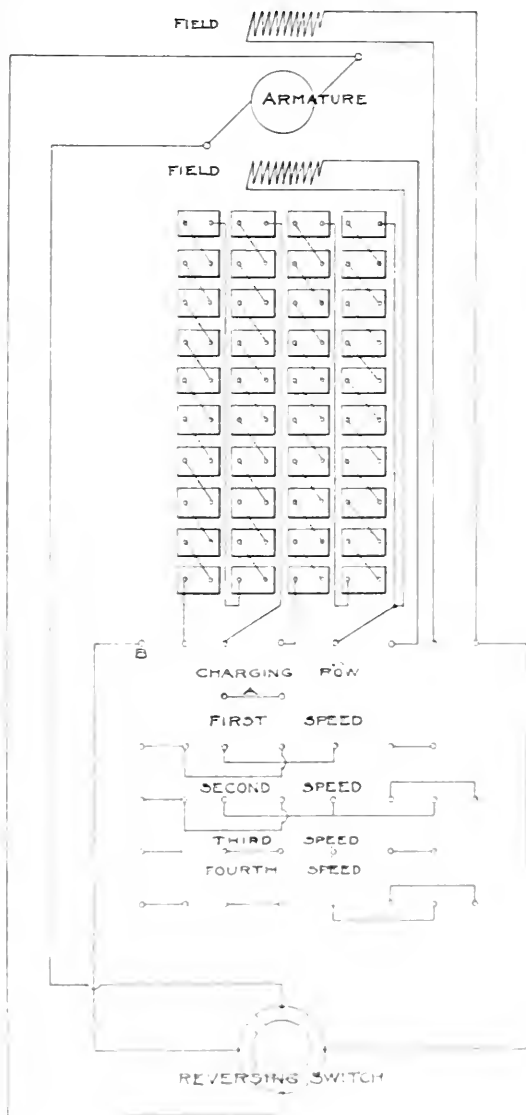 FIELD
ARMATURE
FIELD
B
CHARGING ROW
A
FIRST SPEED
SECOND SPEED
THIRD SPEED
FOURTH SPEED
REVERSING SWITCH